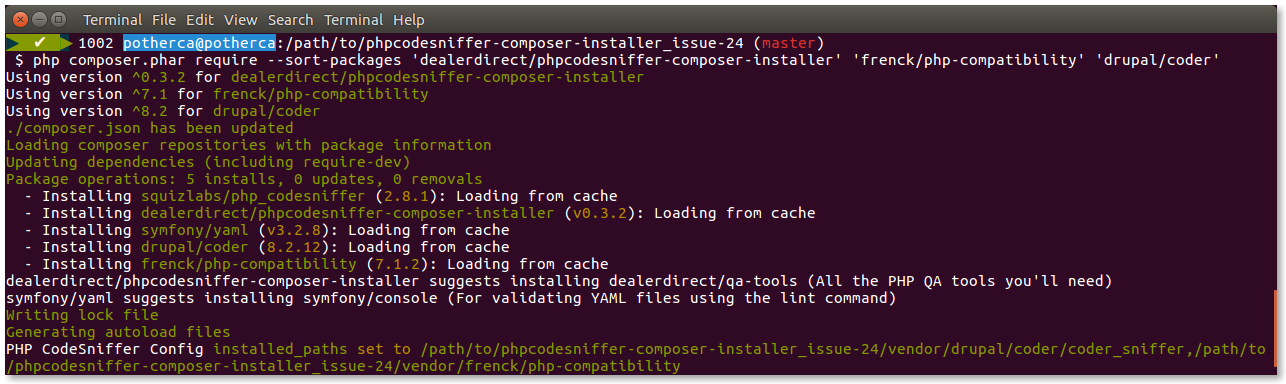 Terminal File Edit View Search Terminal Help
✔ 1002 potherca@potherca:/path/to/phpcodesniffer-composer-installer_issue-24 (master)
$ php composer.phar require --sort-packages 'dealerdirect/phpcodesniffer-composer-installer' 'frenck/php-compatibility' 'drupal/coder'
Using version ^0.3.2 for dealerdirect/phpcodesniffer-composer-installer
Using version ^7.1 for frenck/php-compatibility
Using version ^8.2 for drupal/coder
./composer.json has been updated
Loading composer repositories with package information
Updating dependencies (including require-dev)
Package operations: 5 installs, 0 updates, 0 removals
- Installing squizlabs/php_codesniffer (2.8.1): Loading from cache
- Installing dealerdirect/phpcodesniffer-composer-installer (v0.3.2): Loading from cache
- Installing symfony/yaml (v3.2.8): Loading from cache
- Installing drupal/coder (8.2.12): Loading from cache
- Installing frenck/php-compatibility (7.1.2): Loading from cache
dealerdirect/phpcodesniffer-composer-installer suggests installing dealerdirect/qa-tools (All the PHP QA tools you'll need)
symfony/yaml suggests installing symfony/console (For validating YAML files using the lint command)
Writing lock file
Generating autoload files
PHP CodeSniffer Config installed_paths set to /path/to/phpcodesniffer-composer-installer_issue-24/vendor/drupal/coder/coder_sniffer,/path/to
/phpcodesniffer-composer-installer_issue-24/vendor/frenck/php-compatibility